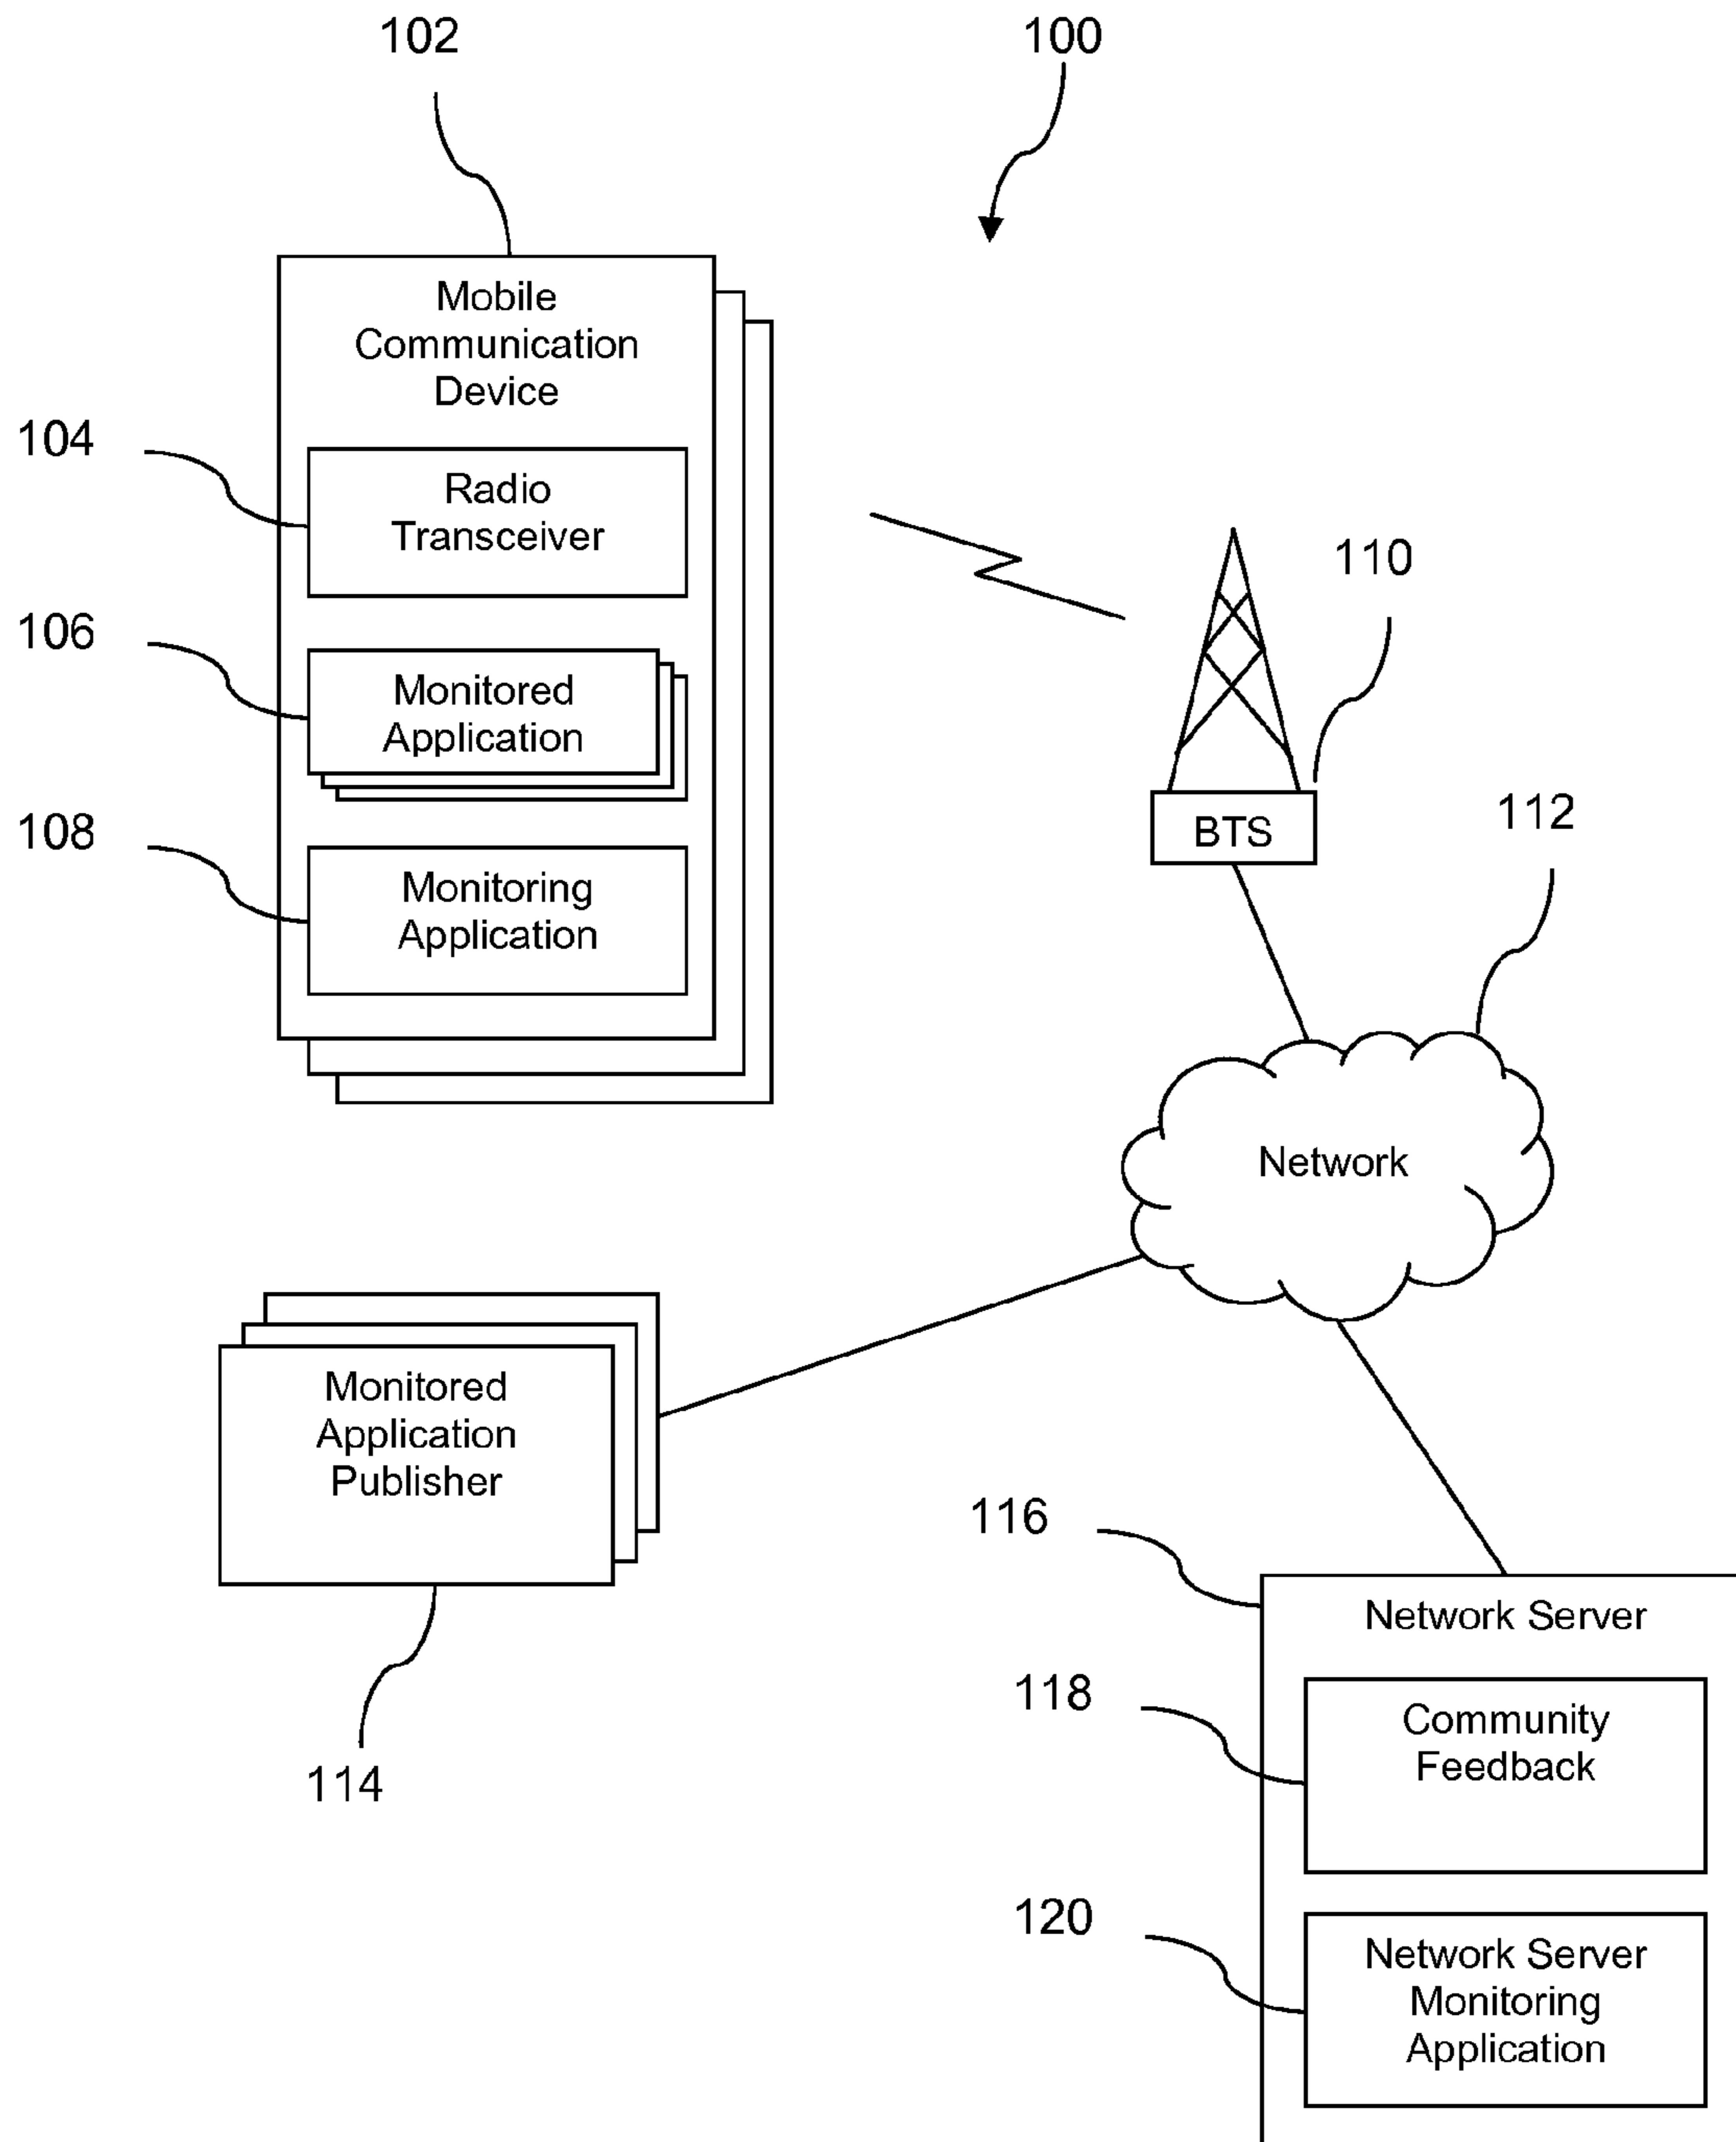 102
100
Mobile
Communication
Device
104
Radio
Transceiver
106
Monitored
Application
108
Monitoring
Application
110
BTS
112
Network
Monitored
Application
Publisher
114
116
Network Server
118
Community
Feedback
120
Network Server
Monitoring
Application